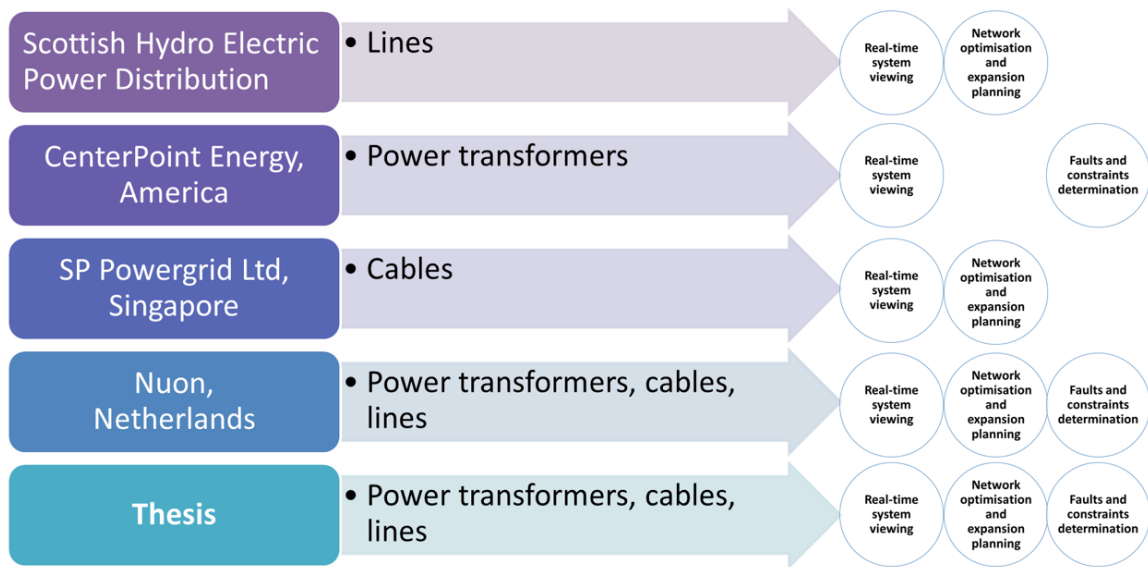 Scottish Hydro Electric
Power Distribution
• Lines
Real-time
system
viewing
Network
optimisation
and
expansion
planning
CenterPoint Energy,
America
• Power transformers
Real-time
system
viewing
Faults and
constraints
determination
SP Powergrid Ltd,
Singapore
• Cables
Real-time
system
viewing
Network
optimisation
and
expansion
planning
Nuon,
Netherlands
• Power transformers, cables,
lines
Real-time
system
viewing
Network
optimisation
and
expansion
planning
Faults and
constraints
determination
Thesis
• Power transformers, cables,
lines
Real-time
system
viewing
Network
optimisation
and
expansion
planning
Faults and
constraints
determination